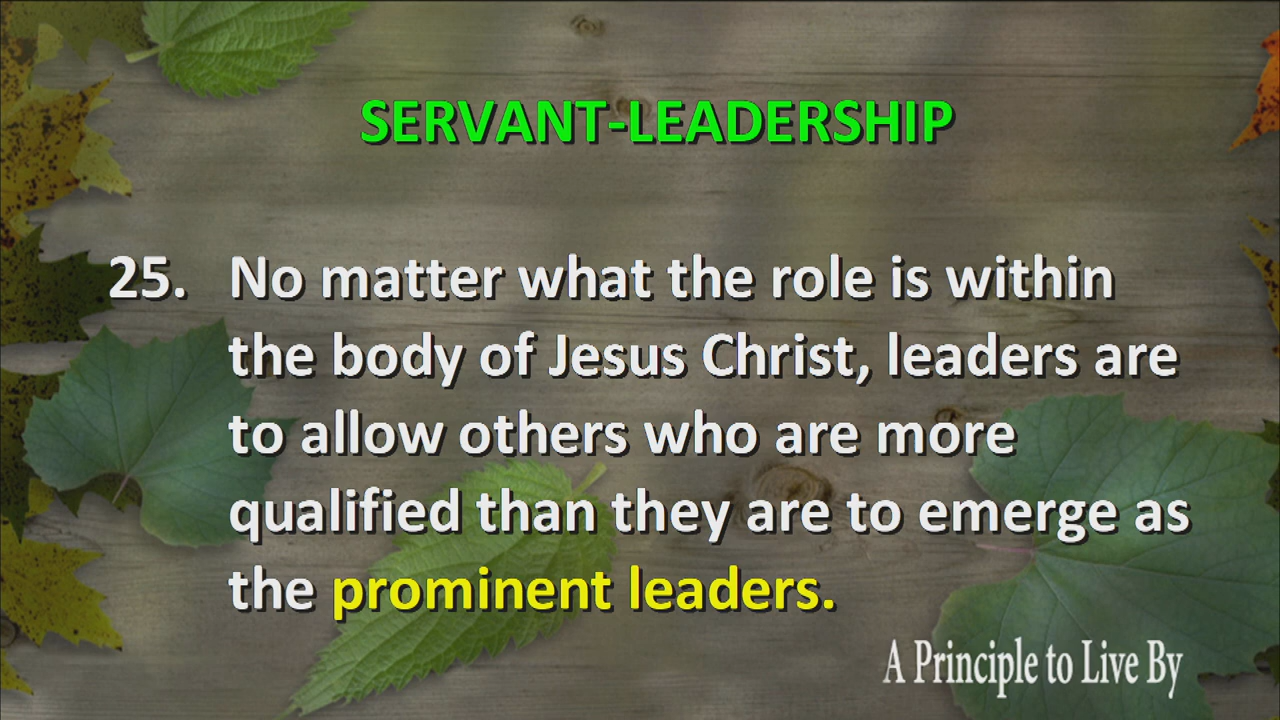 SERVANT-LEADERSHIP
25. No matter what the role is within
the body of Jesus Christ, leaders are
to allow others who are more
qualified than they are to emerge as
the prominent leaders.
A Principle to Live By